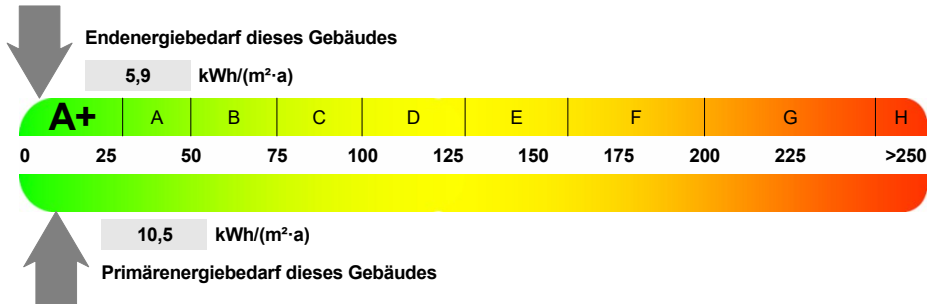 Endenergiebedarf dieses Gebäudes
5,9 kWh/(m²·a)
A+ A B C D E F G H
0 25 50 75 100 125 150 175 200 225 >250
10,5 kWh/(m²·a)
Primärenergiebedarf dieses Gebäudes